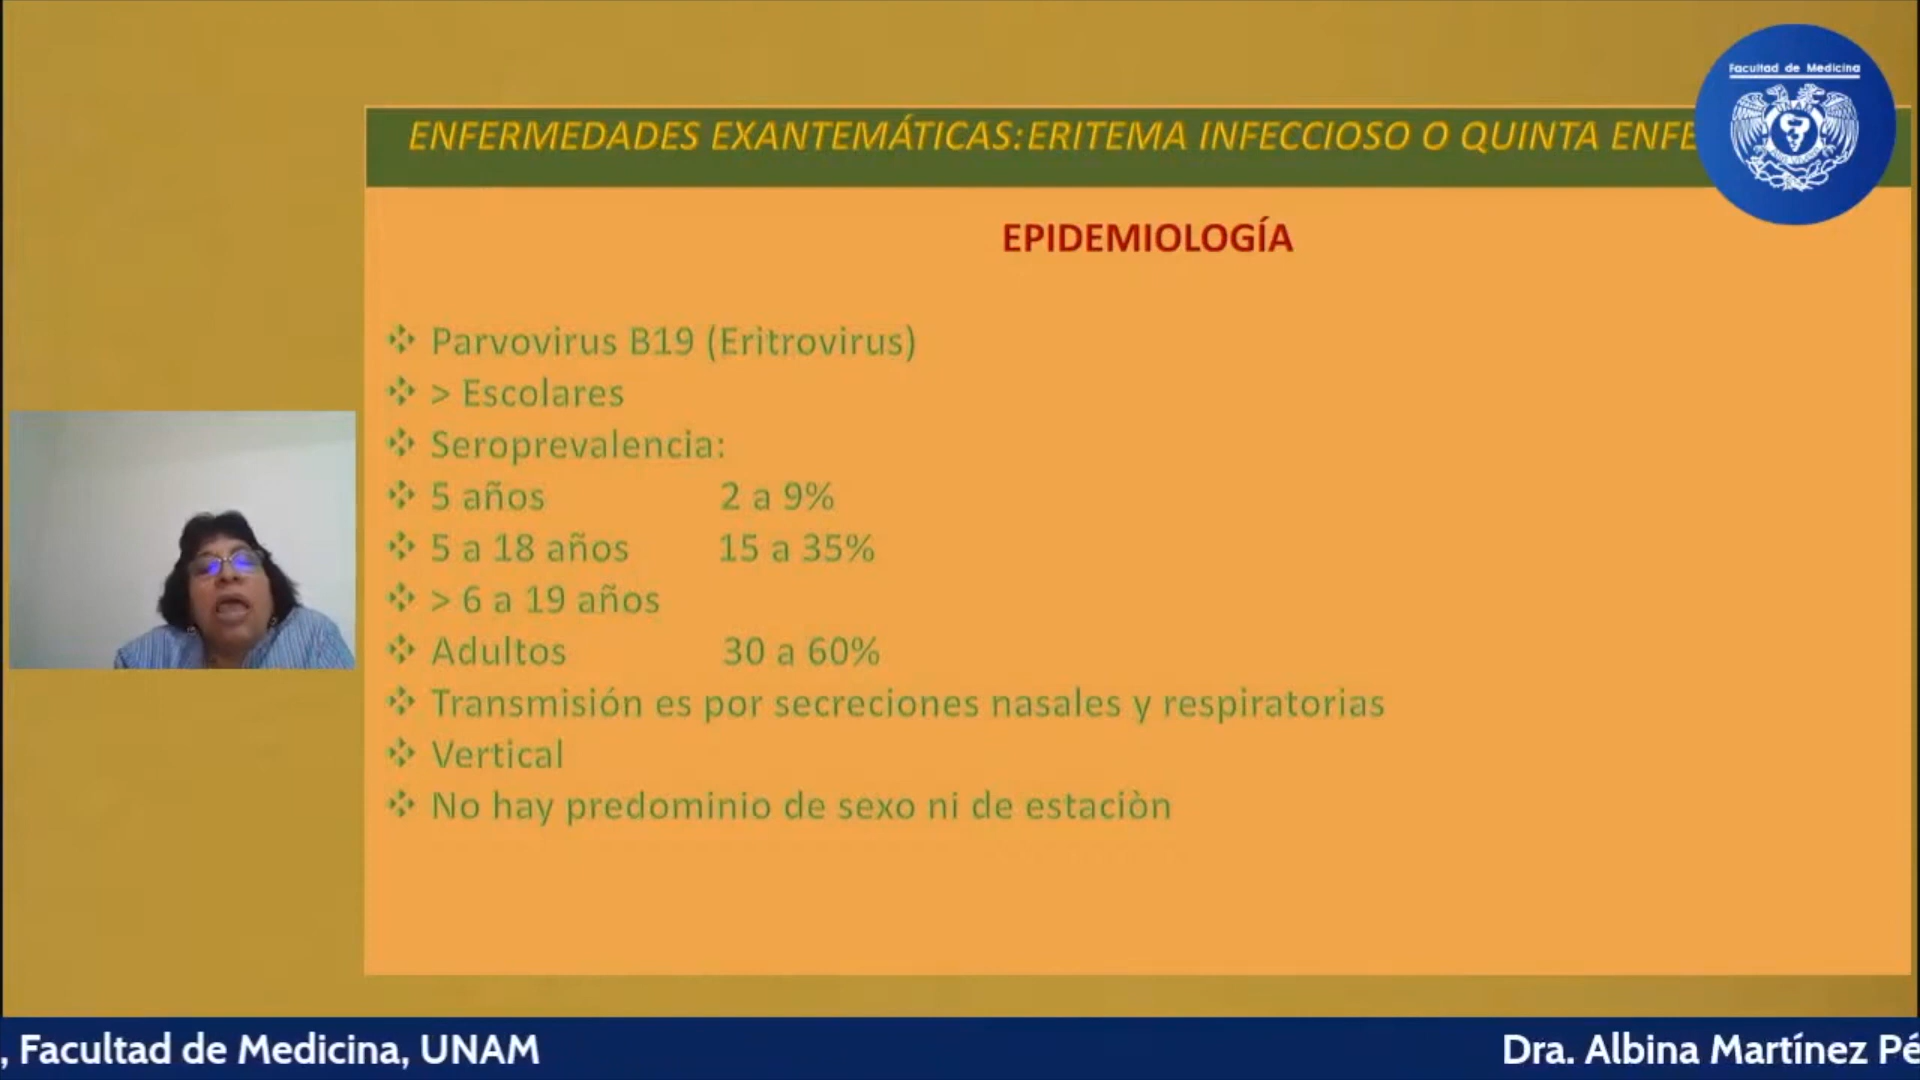 Facultad de Medicina
ENFERMEDADES EXANTEMÁTICAS:ERITEMA INFECCIOSO O QUINTA ENFE
EPIDEMIOLOGÍA
Parvovirus B19 (Eritrovirus)
> Escolares
Seroprevalencia:
5 años 2 a 9%
5 a 18 años 15 a 35%
> 6 a 19 años
Adultos 30 a 60%
Transmisión es por secreciones nasales y respiratorias
Vertical
No hay predominio de sexo ni de estaciòn
, Facultad de Medicina, UNAM
Dra. Albina Martínez Pé